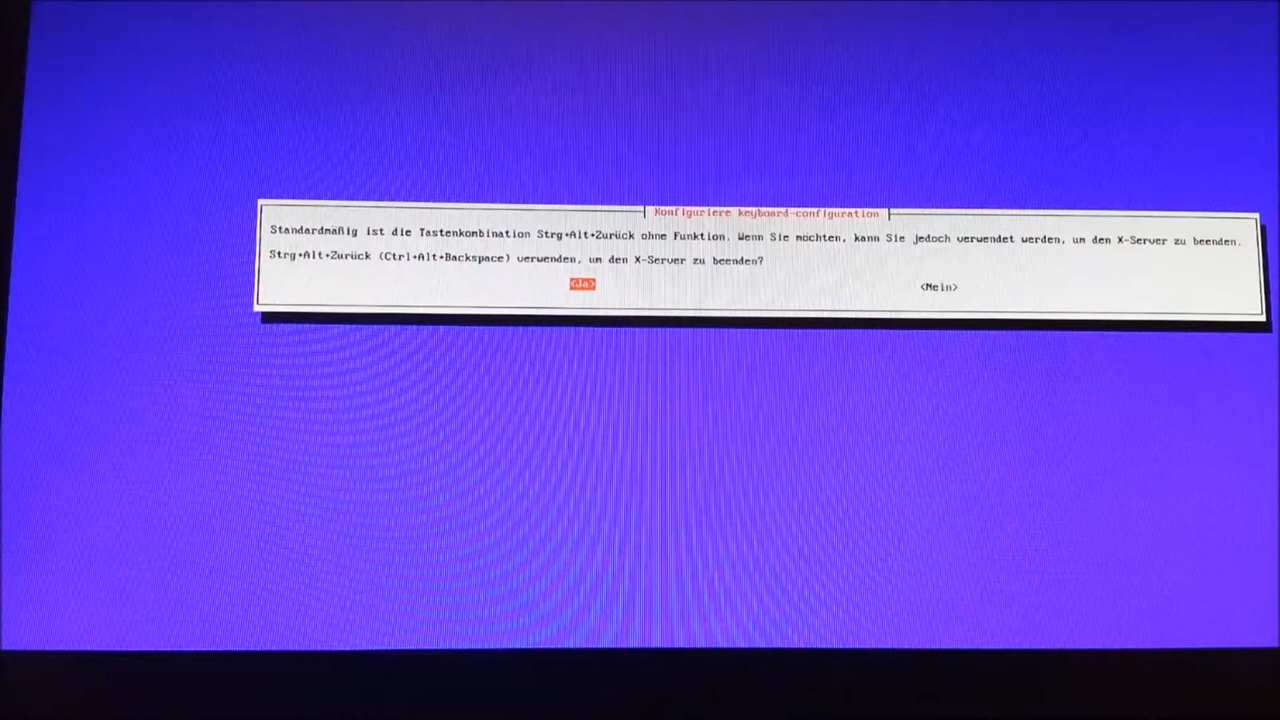 Konfiguriere keyboard-configuration
Standardmäßig ist die Tastenkombination Strg+Alt+Zurück ohne Funktion. Wenn Sie möchten, kann Sie jedoch verwendet werden, um den X-Server zu beenden.
Strg+Alt+Zurück (Ctrl+Alt+Backspace) verwenden, um den X-Server zu beenden?
<Ja> <Nein>